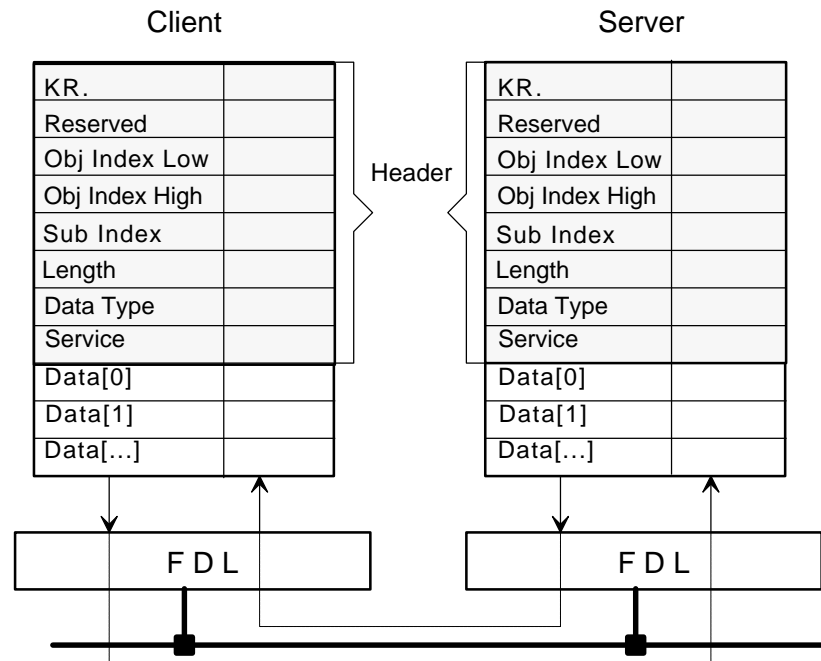 Client
KR.
Reserved
Obj Index Low
Obj Index High
Sub Index
Length
Data Type
Service
Data[0]
Data[1]
Data[...]
F D L
Header
Server
KR.
Reserved
Obj Index Low
Obj Index High
Sub Index
Length
Data Type
Service
Data[0]
Data[1]
Data[...]
F D L